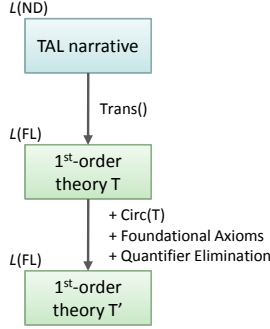 L(ND)
TAL narrative
Trans()
L(FL)
1st-order
theory T
+ Circ(T)
+ Foundational Axioms
+ Quantifier Elimination
L(FL)
1st-order
theory T’